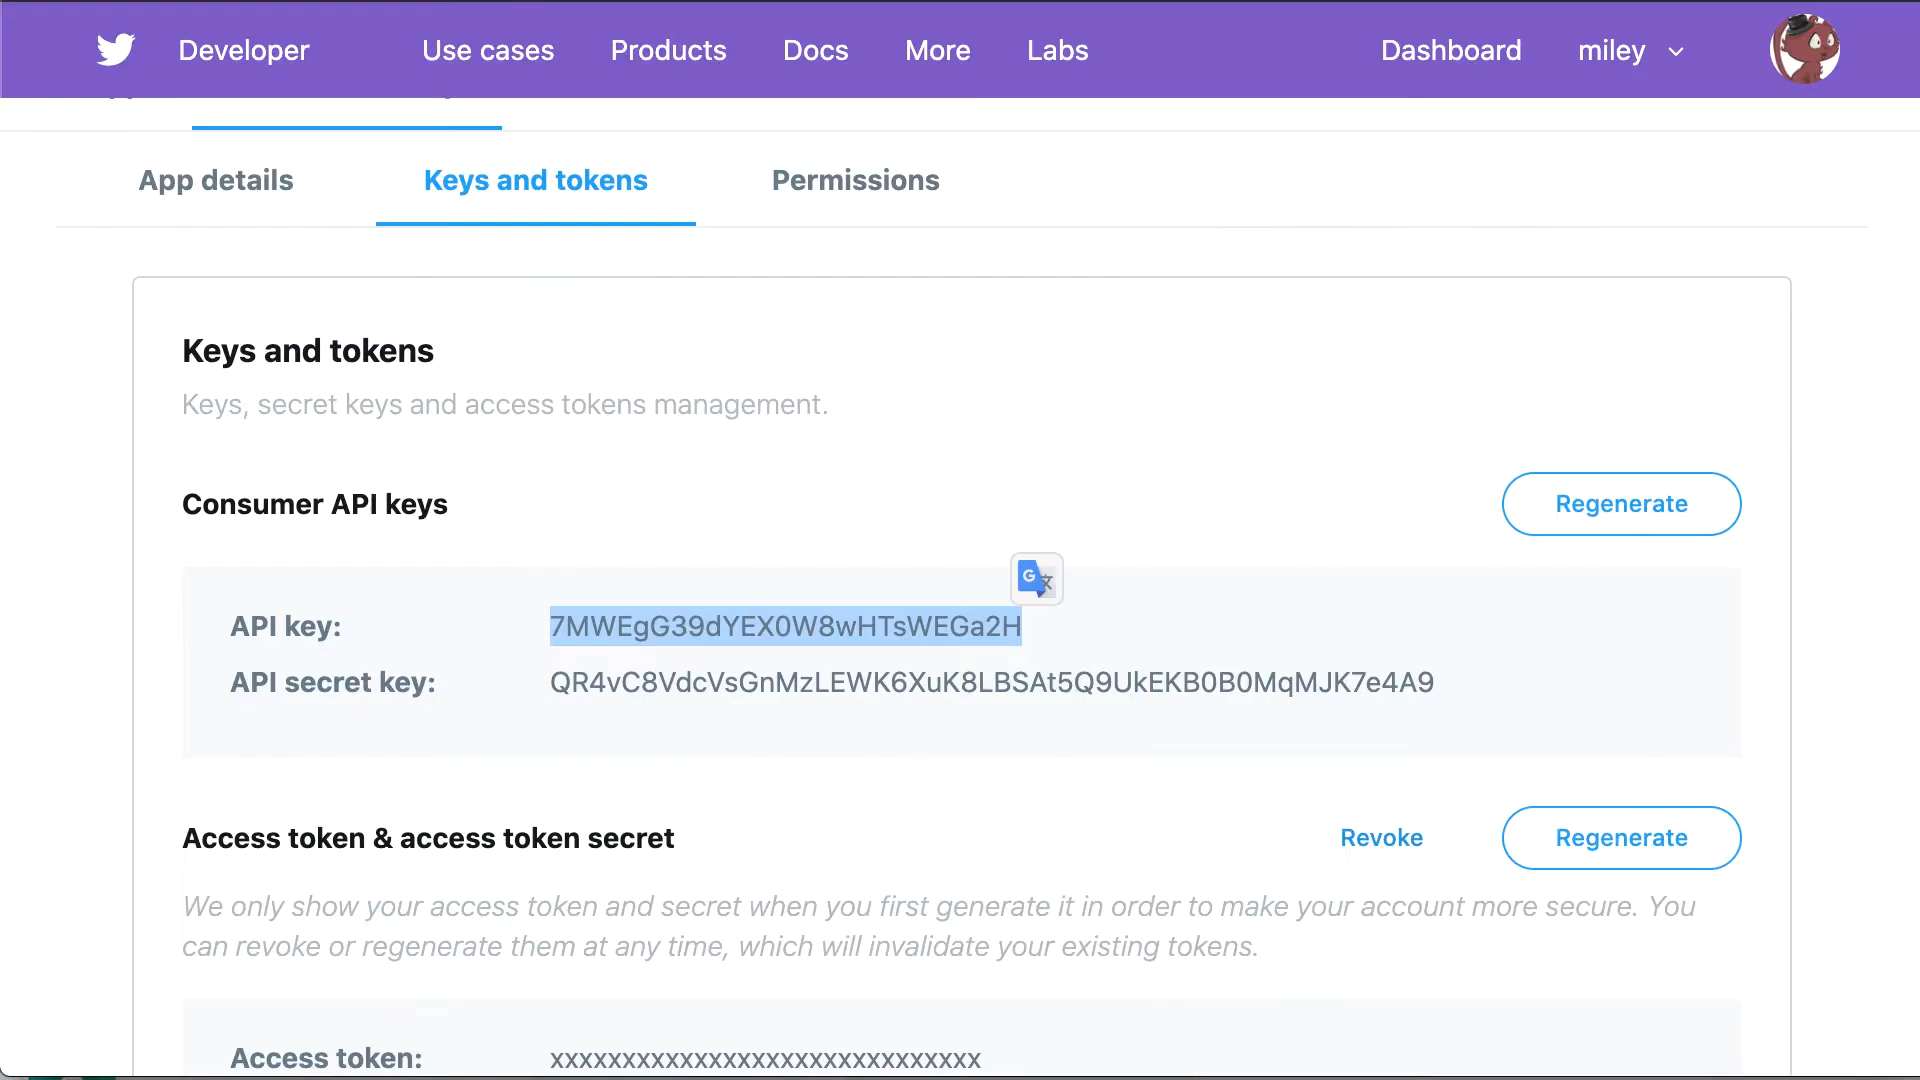 Developer Use cases Products Docs More Labs Dashboard miley
App details Keys and tokens Permissions
Keys and tokens
Keys, secret keys and access tokens management.
Consumer API keys Regenerate
G
API key: 7MWEgG39dYEX0W8wHTsWEGa2H
API secret key: QR4vC8VdcVsGnMzLEWK6XuK8LBSAt5Q9UkEKB0B0MqMJK7e4A9
Access token & access token secret Revoke Regenerate
We only show your access token and secret when you first generate it in order to make your account more secure. You
can revoke or regenerate them at any time, which will invalidate your existing tokens.
Access token: xxxxxxxxxxxxxxxxxxxxxxxxxxxxxx